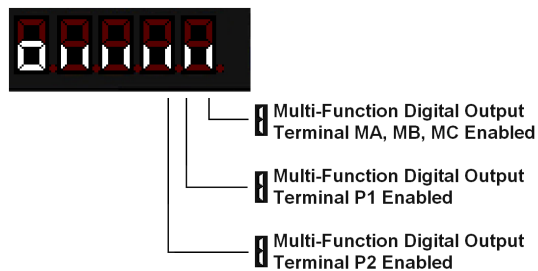 Multi-Function Digital Output
Terminal MA, MB, MC Enabled
Multi-Function Digital Output
Terminal P1 Enabled
Multi-Function Digital Output
Terminal P2 Enabled